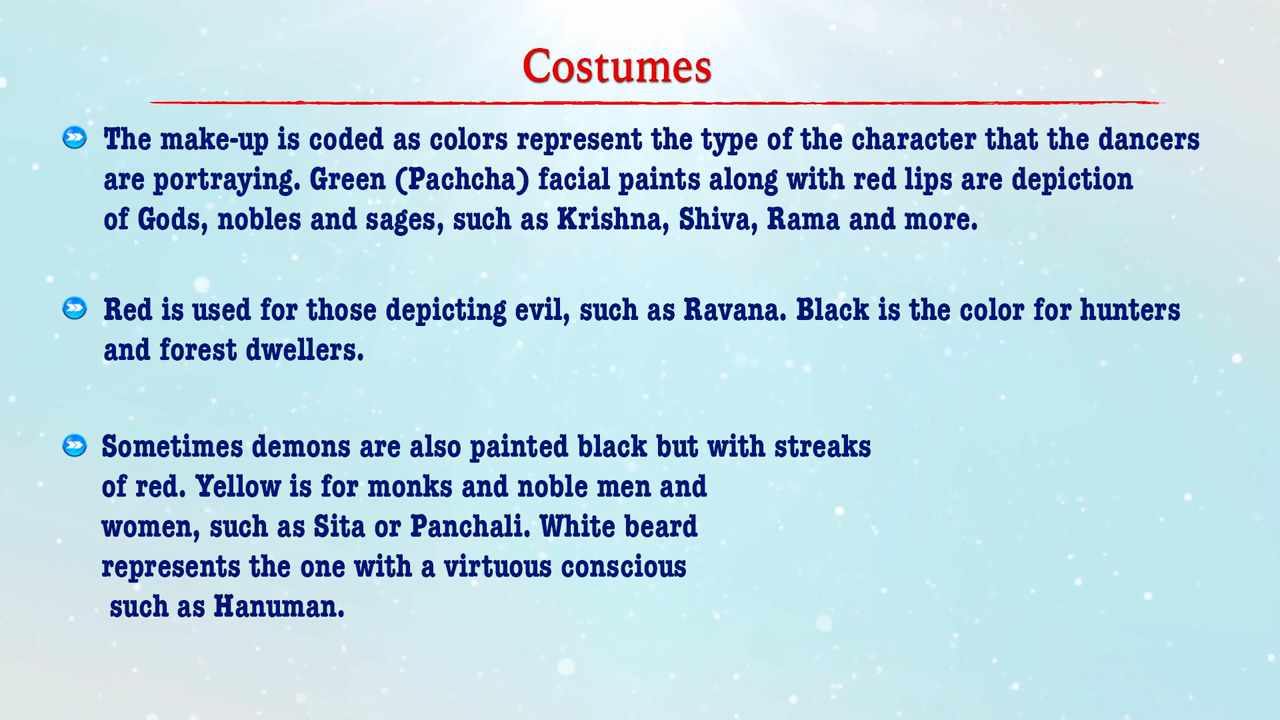 Costumes
The make-up is coded as colors represent the type of the character that the dancers
are portraying. Green (Pachcha) facial paints along with red lips are depiction
of Gods, nobles and sages, such as Krishna, Shiva, Rama and more.
Red is used for those depicting evil, such as Ravana. Black is the color for hunters
and forest dwellers.
Sometimes demons are also painted black but with streaks
of red. Yellow is for monks and noble men and
women, such as Sita or Panchali. White beard
represents the one with a virtuous conscious
such as Hanuman.